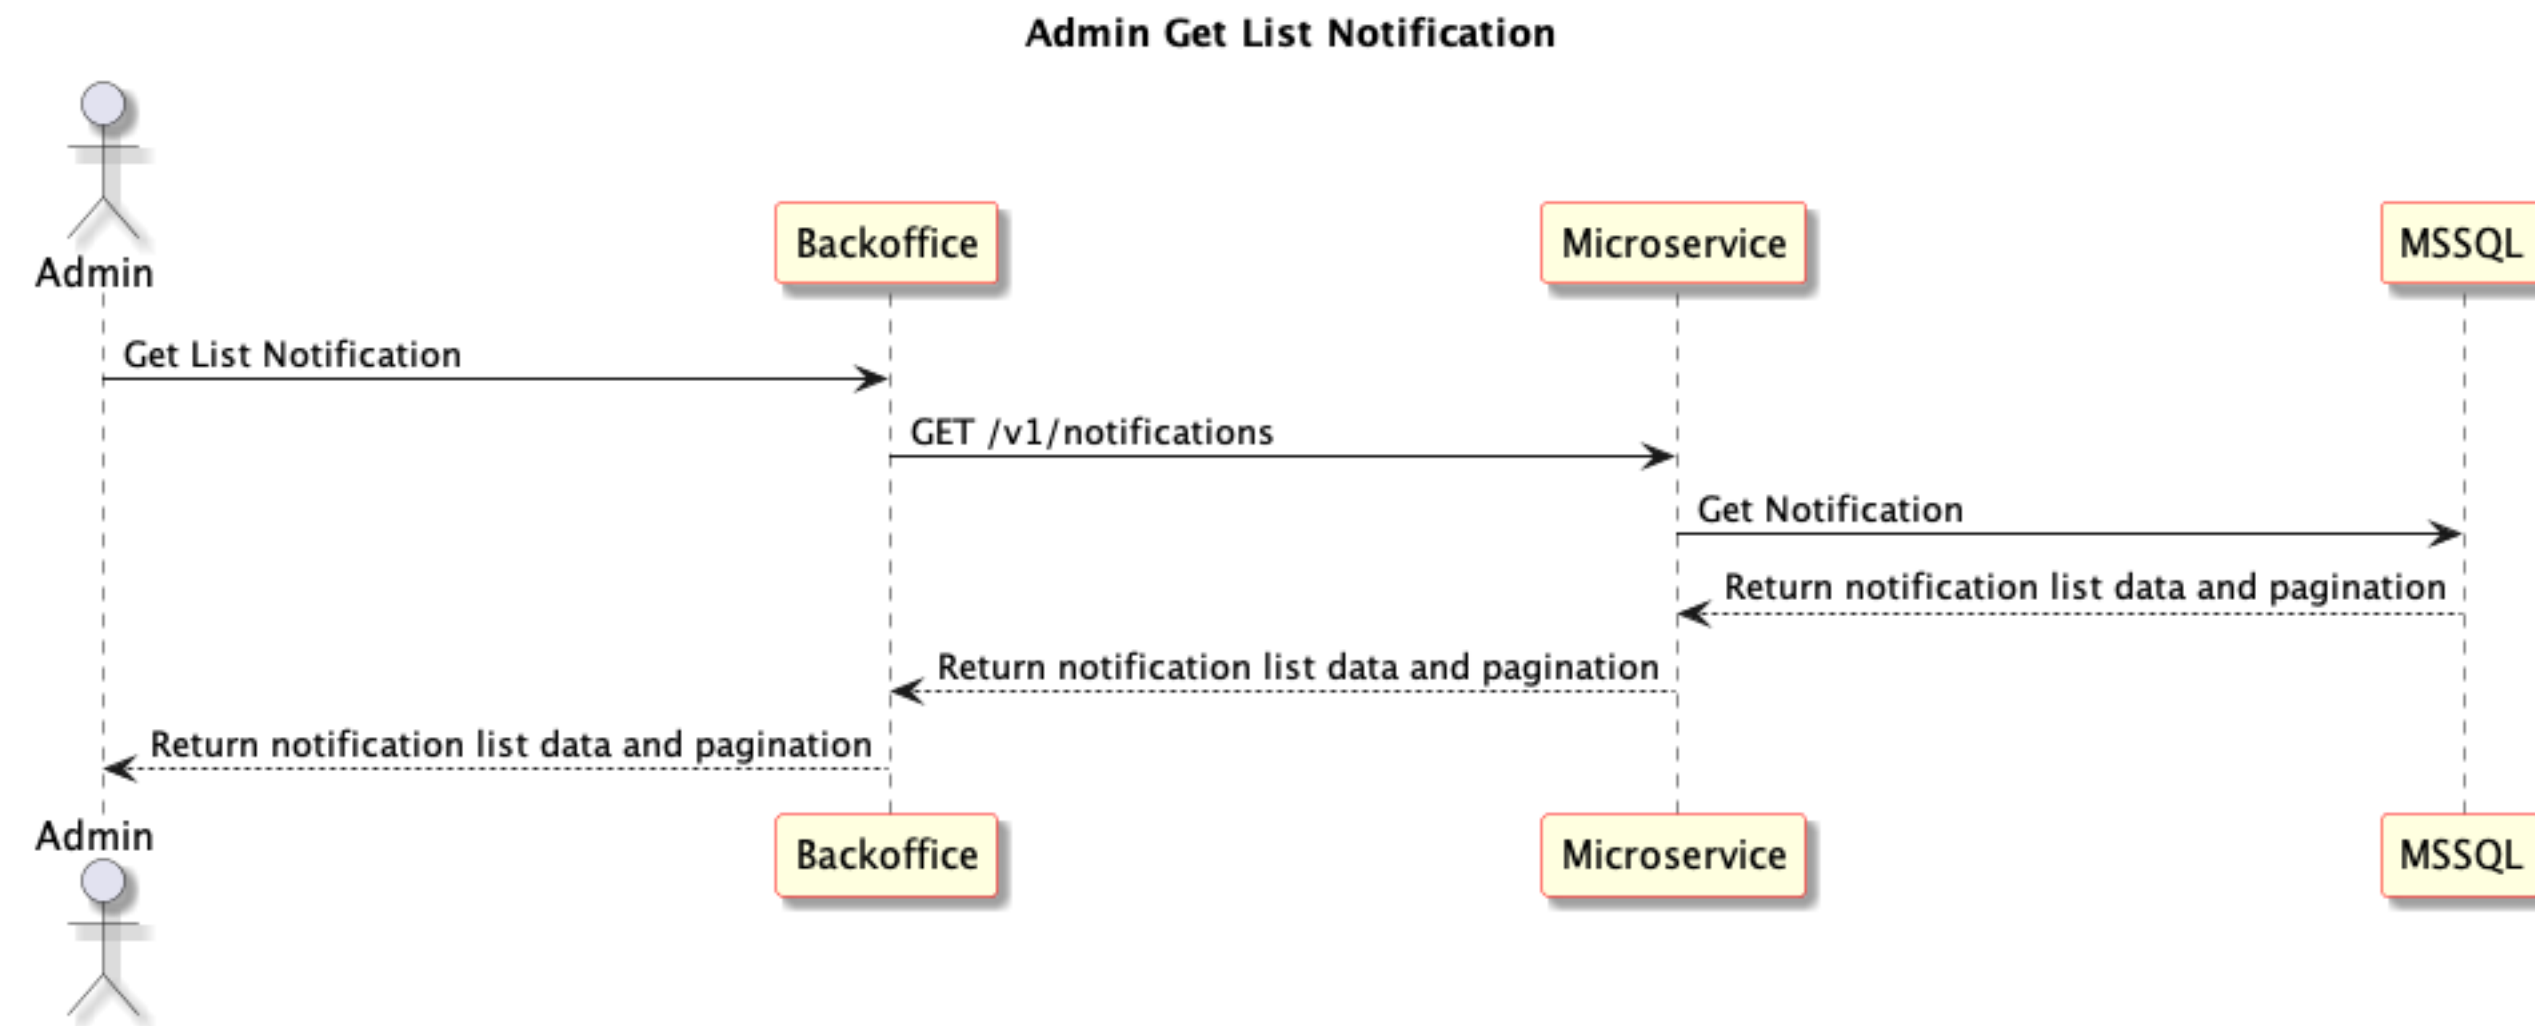 Admin Get List Notification
Admin
Backoffice
Microservice
MSSQL
Get List Notification
GET /v1/notifications
Get Notification
Return notification list data and pagination
Return notification list data and pagination
Return notification list data and pagination
Admin
Backoffice
Microservice
MSSQL